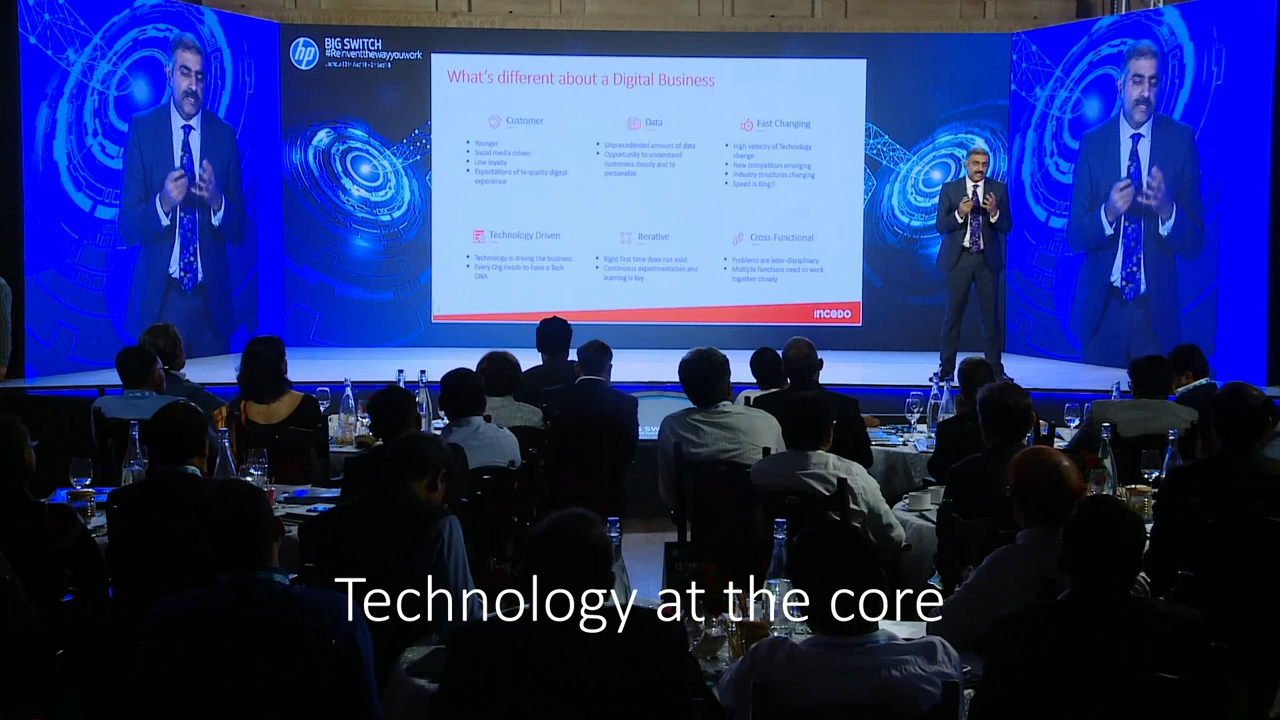 hp
BIG SWITCH
#Reinventthewayyouwork
What's different about a Digital Business
Customer
Younger
Social media driven
Low loyalty
Expectations of hi-quality digital
experience.
Data
Unprecedented amount of data
Opportunity to understand
customers deeply and to
personalize
Fast Changing
High velocity of Technology
change
New competitors emerging
Industry structures changing
Speed is king!!
Technology Driven
Technology is driving the business
Every Org needs to have a Tech
DNA
Iterative
Right first time does not exist
Continuous experimentation and
learning is key
Cross-Functional
Problems are inter-disciplinary
Multiple functions need to work
together closely
INCEDO
Technology at the core